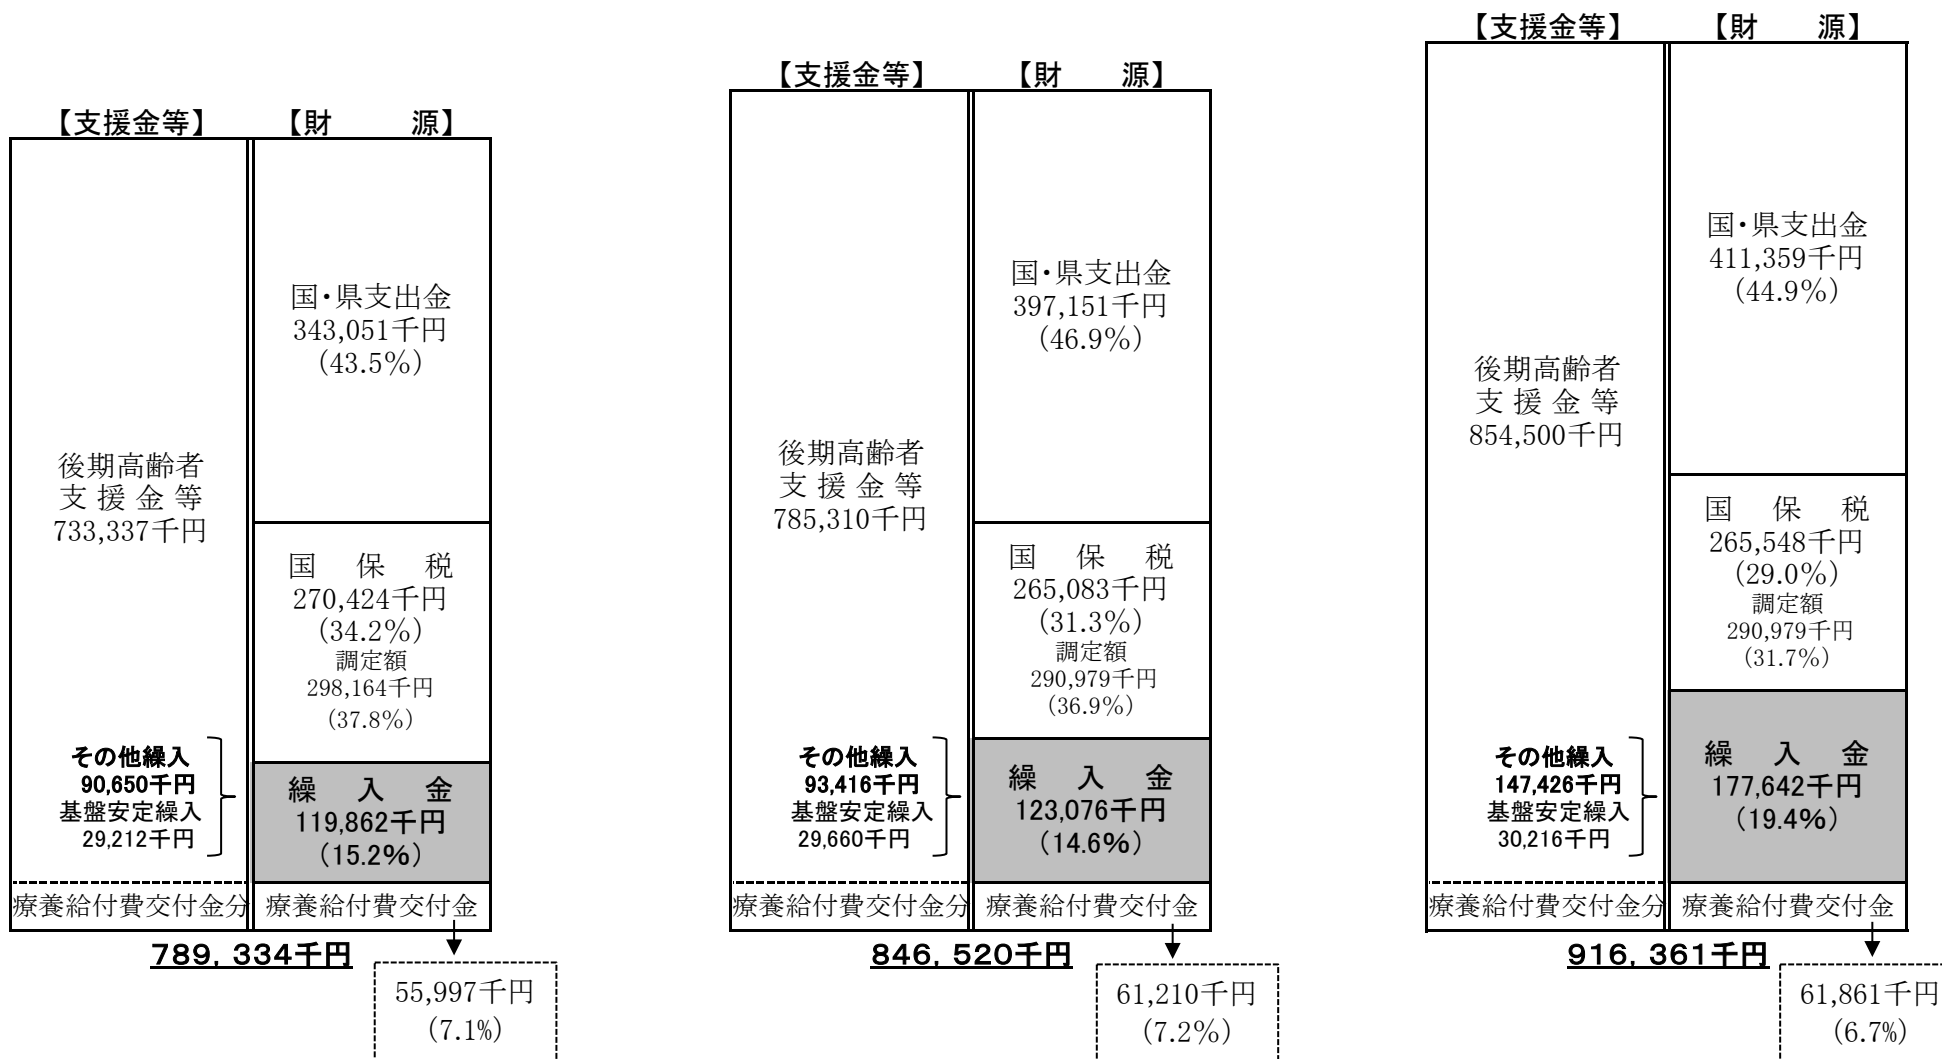 【支援金等】 【財　　源】
国・県支出金
343,051千円
（43.5％）
後期高齢者
支 援 金 等
733,337千円
国　保　税
270,424千円
（34.2％）
調定額
298,164千円
（37.8％）
その他繰入
90,650千円
基盤安定繰入
29,212千円
繰　入　金
119,862千円
（15.2％）
療養給付費交付金分 療養給付費交付金
789，334千円
55,997千円
（7.1%）
【支援金等】 【財　　源】
国・県支出金
397,151千円
（46.9％）
後期高齢者
支 援 金 等
785,310千円
国　保　税
265,083千円
（31.3％）
調定額
290,979千円
（36.9％）
その他繰入
93,416千円
基盤安定繰入
29,660千円
繰　入　金
123,076千円
（14.6％）
療養給付費交付金分 療養給付費交付金
846，520千円
61,210千円
（7.2％）
【支援金等】 【財　　源】
国・県支出金
411,359千円
（44.9％）
後期高齢者
支 援 金 等
854,500千円
国　保　税
265,548千円
（29.0％）
調定額
290,979千円
（31.7％）
その他繰入
147,426千円
基盤安定繰入
30,216千円
繰　入　金
177,642千円
（19.4％）
療養給付費交付金分 療養給付費交付金
916，361千円
61,861千円
（6.7%）